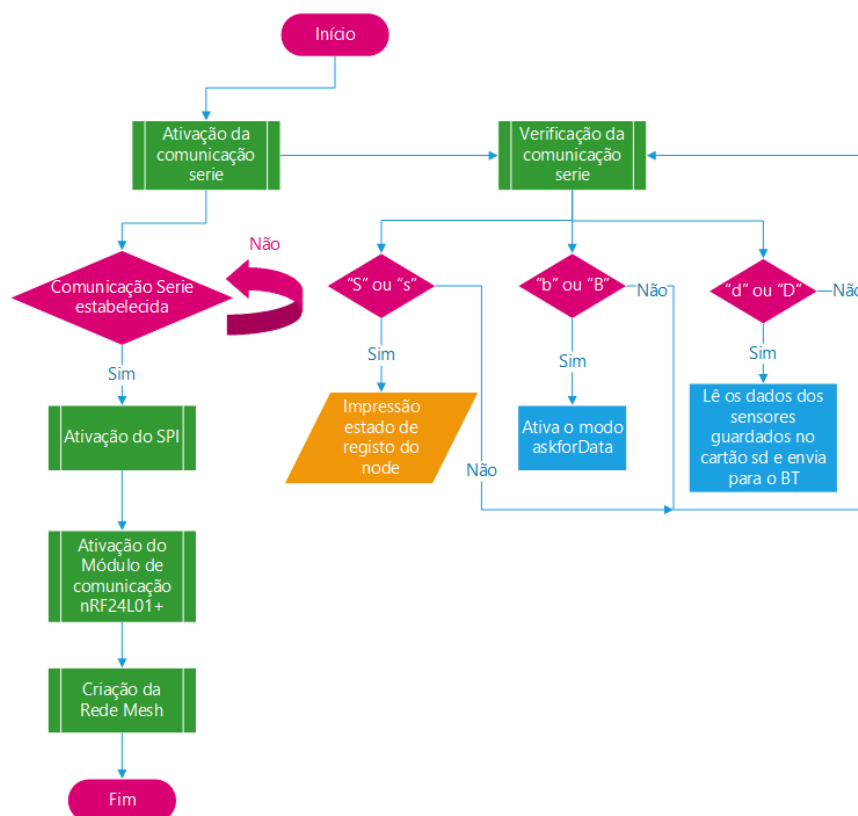 Início
Ativação da
comunicação
serie
Verificação da
comunicação
serie
Não
Comunicação Serie
estabelecida
"S" ou "s"
"b" ou "B"
Não
"d" ou "D"
Não
Sim
Sim
Sim
Sim
Ativação do SPI
Impressão
estado de
registo do
node
Não
Ativa o modo
askforData
Lê os dados dos
sensores
guardados no
cartão sd e envia
para o BT
Ativação do
Módulo de
comunicação
nRF24L01+
Criação da
Rede Mesh
Fim